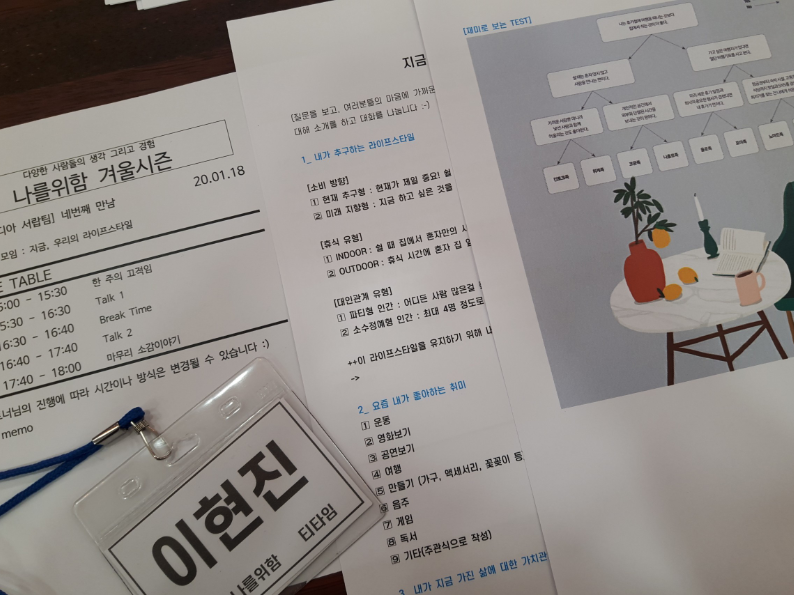 다양한 사람들의 생각 그리고 경험
나를위함 겨울시즌
20.01.18
디아 서랍팀] 네번째 만남
모임 : 지금, 우리의 라이프스타일
TABLE
5:00 - 15:30 한 주의 끄적임
5:30 - 16:30 Talk 1
16:30 - 16:40 Break Time
16:40 - 17:40 Talk 2
17:40 - 18:00 마무리 소감이야기
트너님의 진행에 따라 시간이나 방식은 변경될 수 있습니다 :)
memo
이현진
나를위함 티타임
지금
[질문을 보고, 여러분들의 마음에 가까운
대해 소개를 하고 대화를 나눕니다 :-)
1_ 내가 추구하는 라이프스타일
[소비 방향]
① 현재 추구형 : 현재가 제일 중요!
② 미래 지향형 : 지금 하고 싶은 것을
[휴식 유형]
① INDOOR : 쉴 때 집에서 혼자만의
② OUTDOOR : 휴식 시간에 혼자 집
[대인관계 유형]
① 파티형 인간 : 어디든 사람 많은걸
② 소수정예형 인간 : 최대 4명 정도로
++이 라이프스타일을 유지하기 위해
->
2_ 요즘 내가 좋아하는 취미
① 운동
② 영화보기
③ 공연보기
④ 여행
⑤ 만들기 (가구, 액세서리, 꽃꽂이 등)
⑥ 음주
⑦ 게임
⑧ 독서
⑨ 기타(주관식으로 작성)
3_ 내가 지금 가진 삶에 대한 가치관
[재미로 보는 TEST]